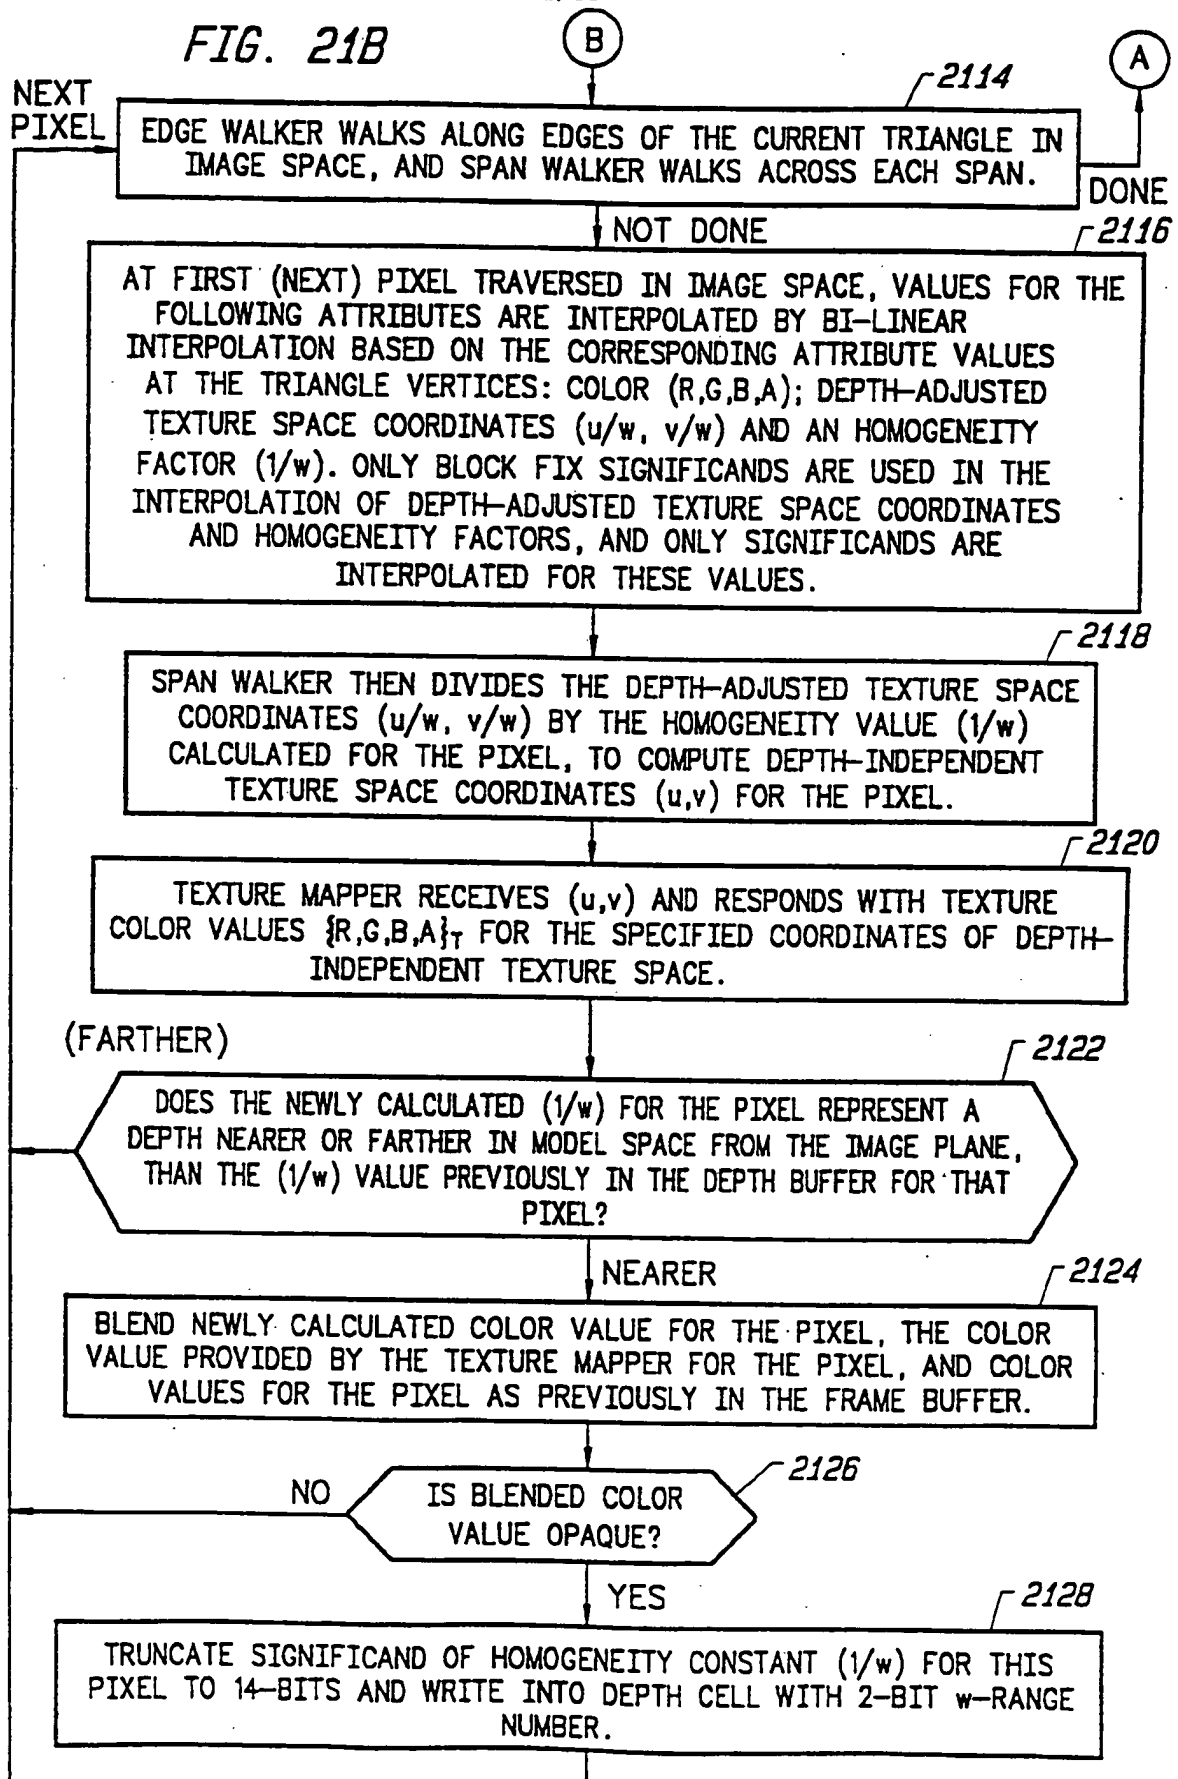 FIG. 21B
B
A
NEXT
PIXEL
2114
EDGE WALKER WALKS ALONG EDGES OF THE CURRENT TRIANGLE IN
IMAGE SPACE, AND SPAN WALKER WALKS ACROSS EACH SPAN.
DONE
NOT DONE
2116
AT FIRST (NEXT) PIXEL TRAVERSED IN IMAGE SPACE, VALUES FOR THE
FOLLOWING ATTRIBUTES ARE INTERPOLATED BY BI-LINEAR
INTERPOLATION BASED ON THE CORRESPONDING ATTRIBUTE VALUES
AT THE TRIANGLE VERTICES: COLOR (R,G,B,A); DEPTH-ADJUSTED
TEXTURE SPACE COORDINATES (u/w, v/w) AND AN HOMOGENEITY
FACTOR (1/w). ONLY BLOCK FIX SIGNIFICANDS ARE USED IN THE
INTERPOLATION OF DEPTH-ADJUSTED TEXTURE SPACE COORDINATES
AND HOMOGENEITY FACTORS, AND ONLY SIGNIFICANDS ARE
INTERPOLATED FOR THESE VALUES.
2118
SPAN WALKER THEN DIVIDES THE DEPTH-ADJUSTED TEXTURE SPACE
COORDINATES (u/w, v/w) BY THE HOMOGENEITY VALUE (1/w)
CALCULATED FOR THE PIXEL, TO COMPUTE DEPTH-INDEPENDENT
TEXTURE SPACE COORDINATES (u,v) FOR THE PIXEL.
2120
TEXTURE MAPPER RECEIVES (u,v) AND RESPONDS WITH TEXTURE
COLOR VALUES {R,G,B,A}T FOR THE SPECIFIED COORDINATES OF DEPTH-
INDEPENDENT TEXTURE SPACE.
(FARTHER)
2122
DOES THE NEWLY CALCULATED (1/w) FOR THE PIXEL REPRESENT A
DEPTH NEARER OR FARTHER IN MODEL SPACE FROM THE IMAGE PLANE,
THAN THE (1/w) VALUE PREVIOUSLY IN THE DEPTH BUFFER FOR THAT
PIXEL?
NEARER
2124
BLEND NEWLY CALCULATED COLOR VALUE FOR THE PIXEL, THE COLOR
VALUE PROVIDED BY THE TEXTURE MAPPER FOR THE PIXEL, AND COLOR
VALUES FOR THE PIXEL AS PREVIOUSLY IN THE FRAME BUFFER.
2126
NO
IS BLENDED COLOR
VALUE OPAQUE?
YES
2128
TRUNCATE SIGNIFICAND OF HOMOGENEITY CONSTANT (1/w) FOR THIS
PIXEL TO 14-BITS AND WRITE INTO DEPTH CELL WITH 2-BIT w-RANGE
NUMBER.